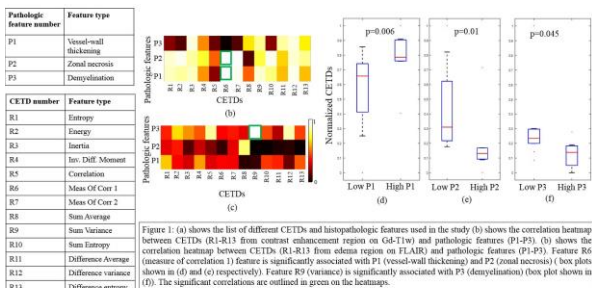 Pathologic feature number
Feature type
P1
Vessel-wall thickening
P2
Zonal necrosis
P3
Demyelination
CETD number
Feature type
R1
Entropy
R2
Energy
R3
Inertia
R4
Inv. Diff. Moment
R5
Correlation
R6
Meas Of Corr 1
R7
Meas Of Corr 2
R8
Sum Average
R9
Sum Variance
R10
Sum Entropy
R11
Difference Average
R12
Difference variance
R13
Difference entropy
Pathologic features
P3
P2
P1
R1 R2 R3 R4 R5 R6 R7 R8 R9 R10 R11 R12 R13
CETDs
(b)
Pathologic features
P3
P2
P1
R1 R2 R3 R4 R5 R6 R7 R8 R9 R10 R11 R12 R13
CETDs
(c)
Normalized CETDs
p=0.006
Low P1 High P1
(d)
p=0.01
Low P2 High P2
(e)
p=0.045
Low P3 High P3
(f)
Figure 1: (a) shows the list of different CETDs and histopathologic features used in the study (b) shows the correlation heatmap
between CETDs (R1-R13 from contrast enhancement region on Gd-T1w) and pathologic features (P1-P3). (b) shows the
correlation heatmap between CETDs (R1-R13 from edema region on FLAIR) and pathologic features (P1-P3). Feature R6
(measure of correlation 1) feature is significantly associated with P1 (vessel-wall thickening) and P2 (zonal necrosis) ( box plots
shown in (d) and (e) respectively). Feature R9 (variance) is significantly associated with P3 (demyelination) (box plot shown in
(f)). The significant correlations are outlined in green on the heatmaps.